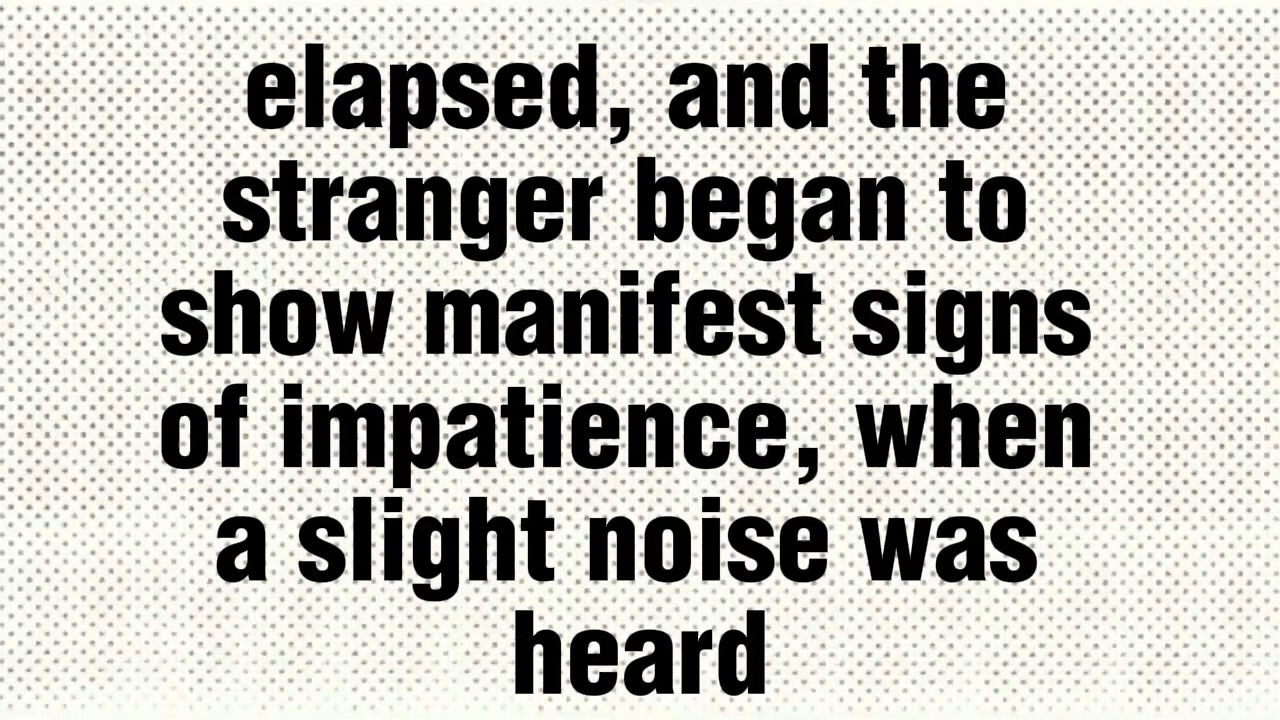 elapsed, and the
stranger began to
show manifest signs
of impatience, when
a slight noise was
heard